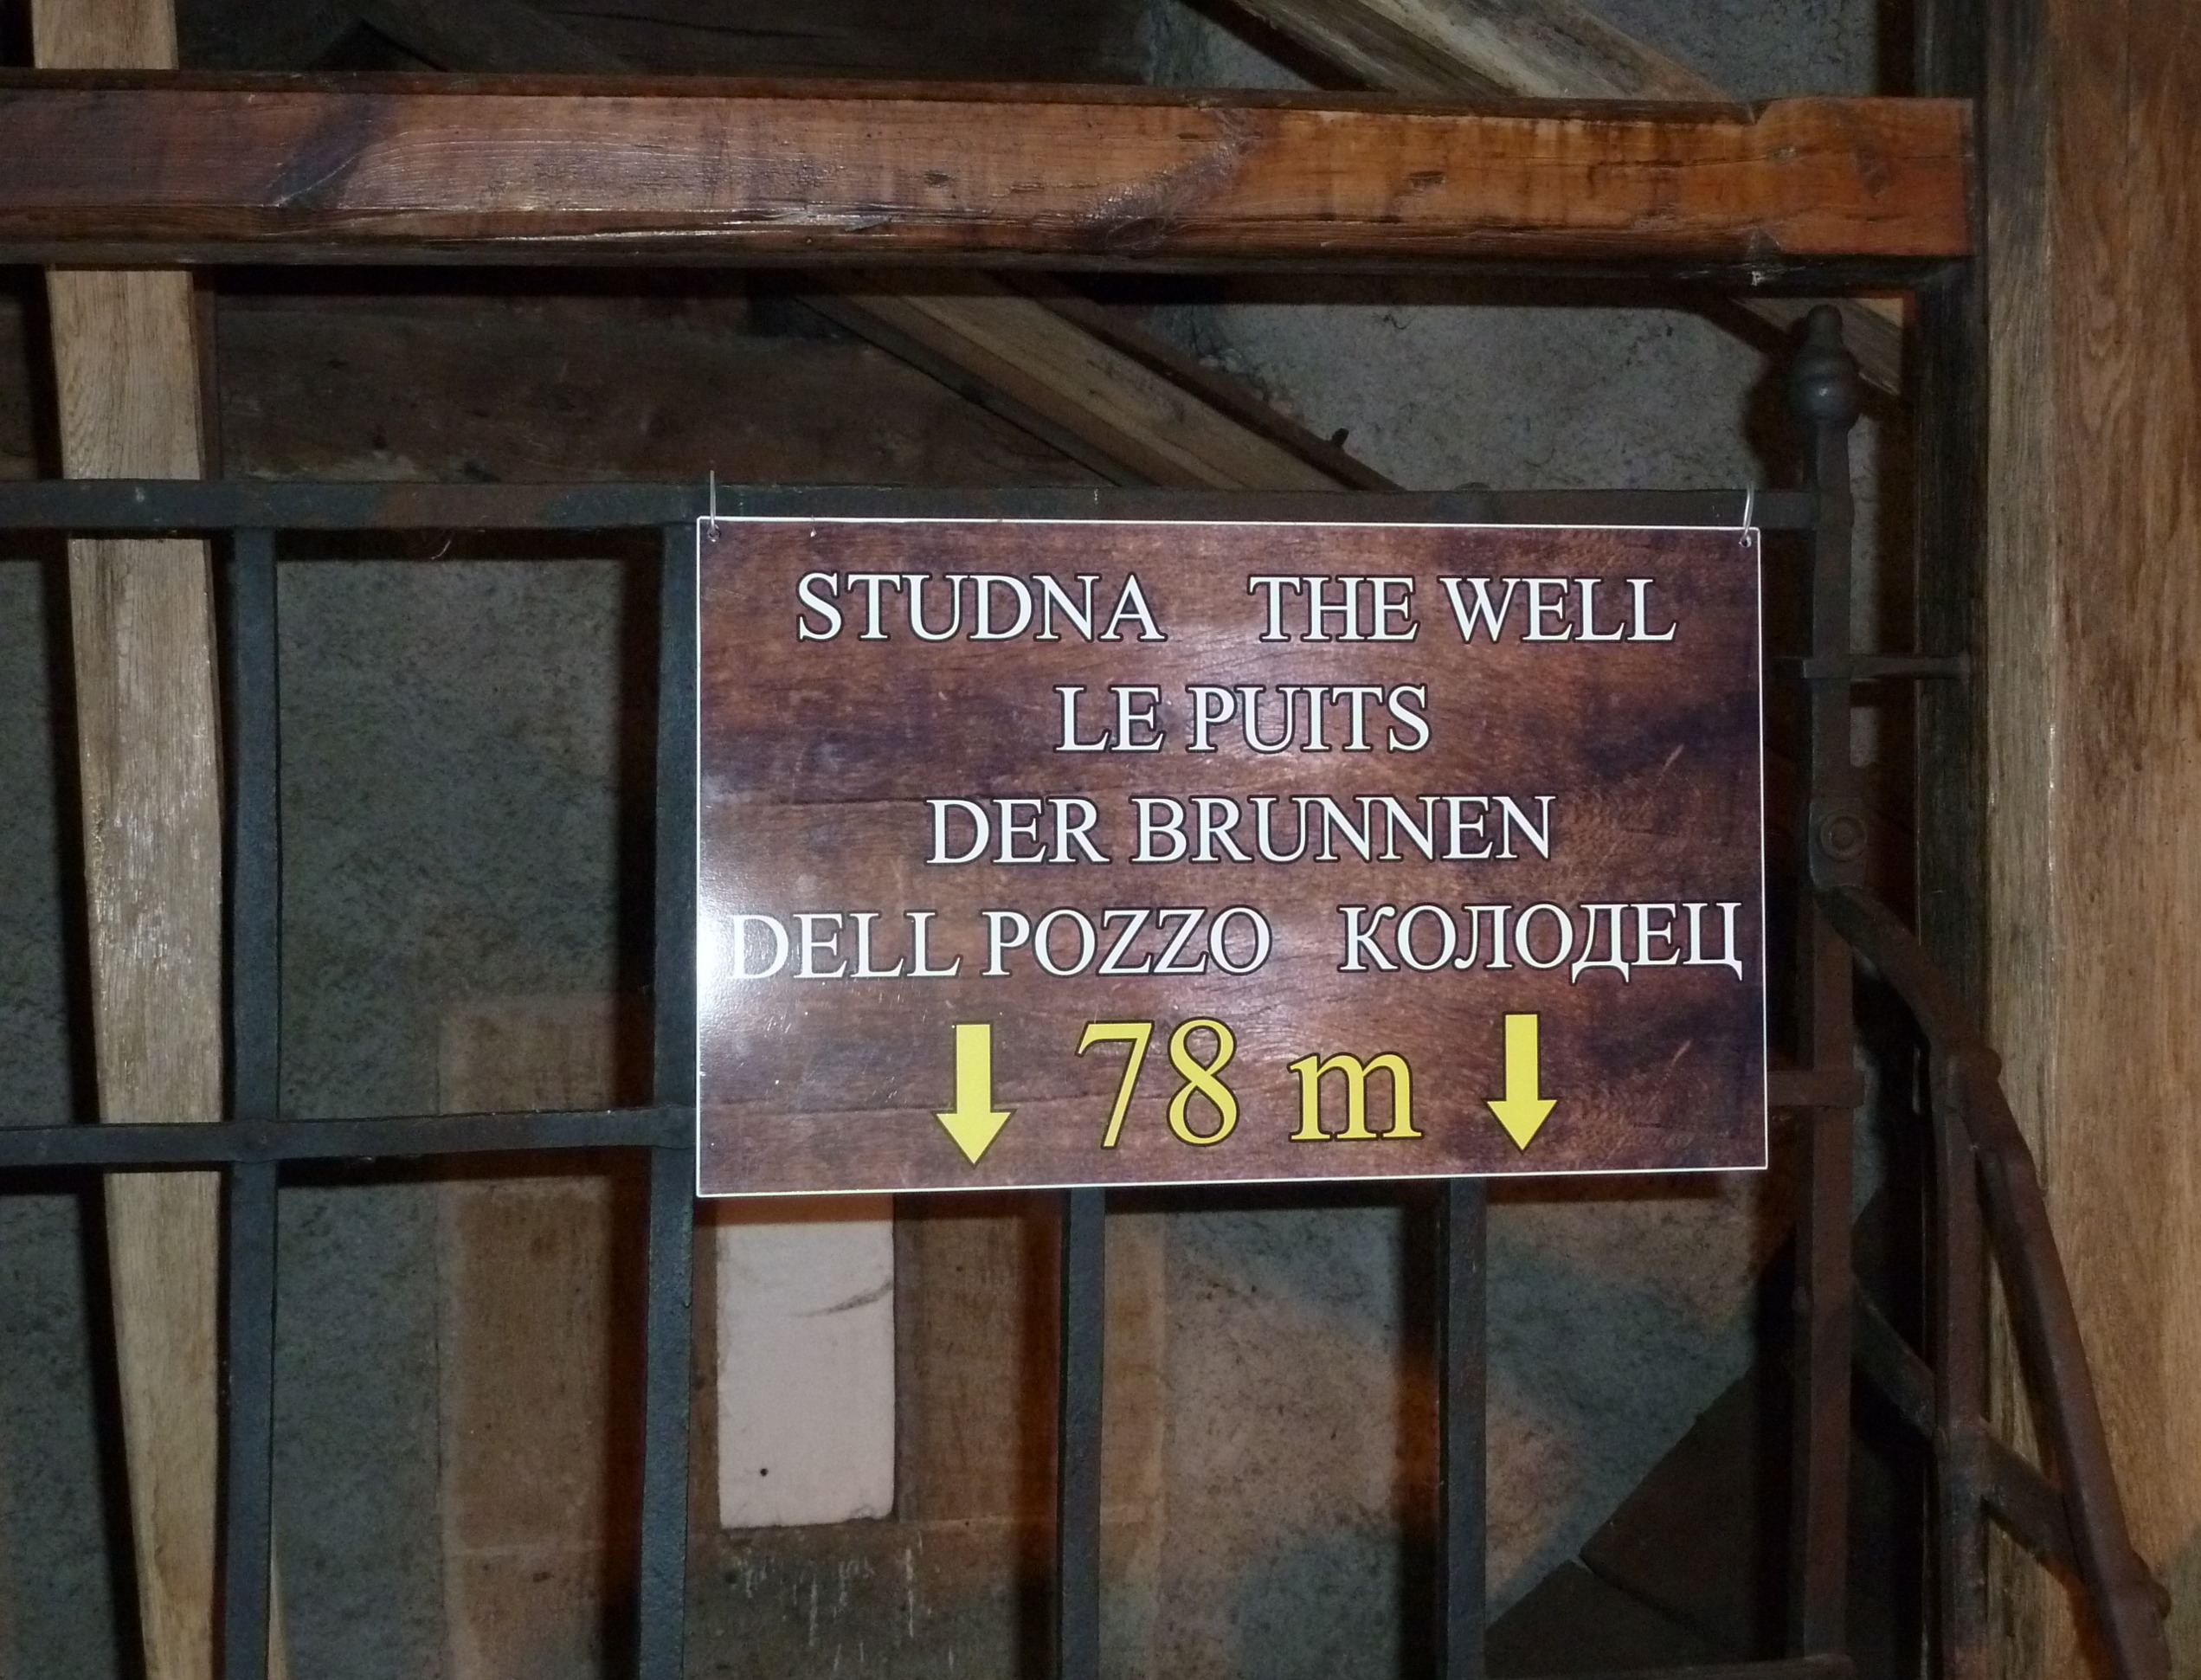 STUDNA THE WELL
LE PUITS
DER BRUNNEN
DELL POZZO КОЛОДЕЦ
↓ 78 m ↓